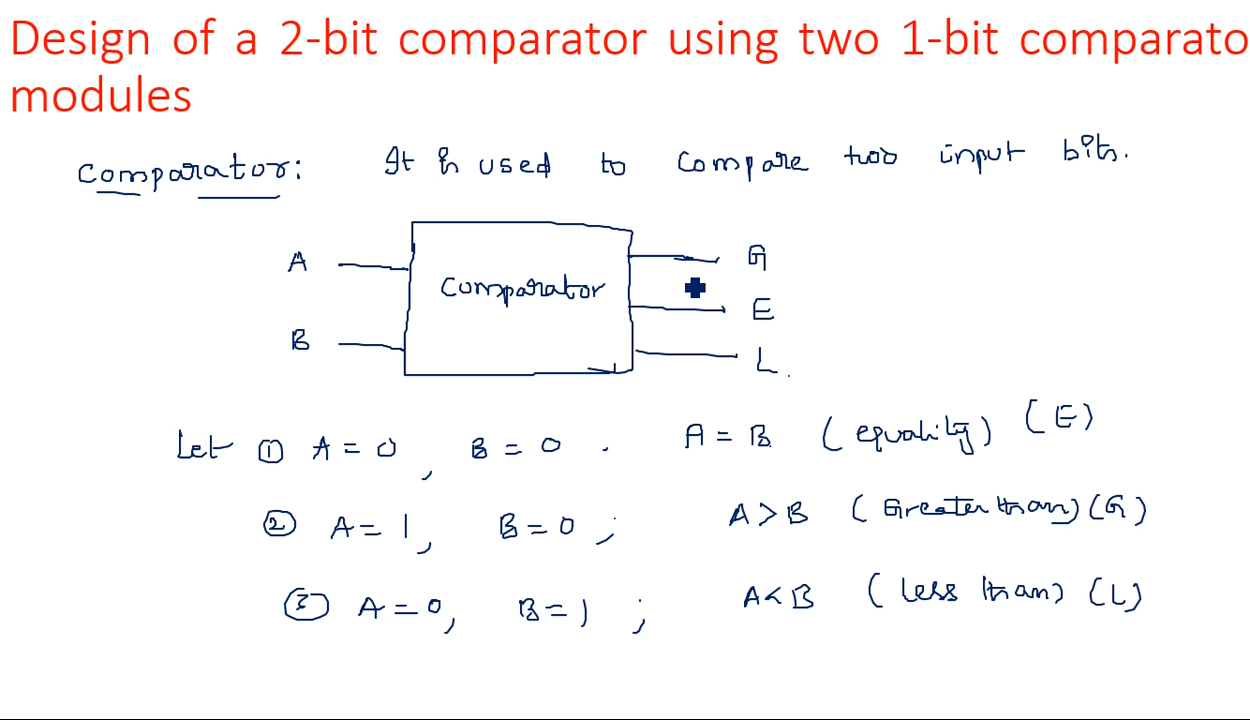 Design of a 2-bit comparator using two 1-bit comparato
modules
Comparator: It is used to compare two input bits.
A G
Comparator
B E
L.
Let ① A = 0, B = 0. A = B (equality) (E)
② A = 1, B = 0; A > B (Greater than) (G)
③ A = 0, B = 1; A < B (Less than) (L)